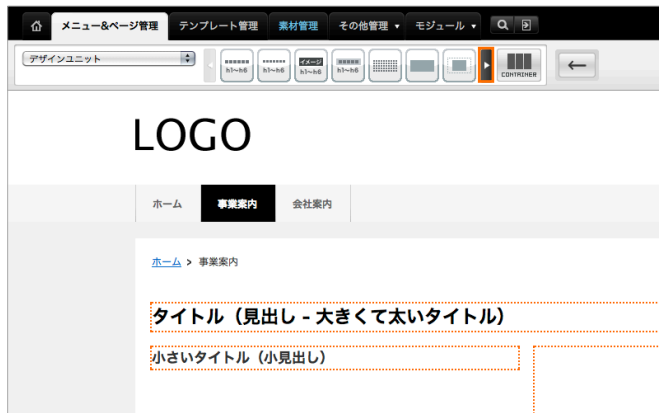 メニュー&ページ管理 テンプレート管理 素材管理 その他管理 ▼ モジュール ▼
デザインユニット
h1~h6 h1~h6 イメージ h1~h6 h1~h6 CONTAINER
LOGO
ホーム 事業案内 会社案内
ホーム > 事業案内
タイトル（見出し - 大きくて太いタイトル）
小さいタイトル（小見出し）